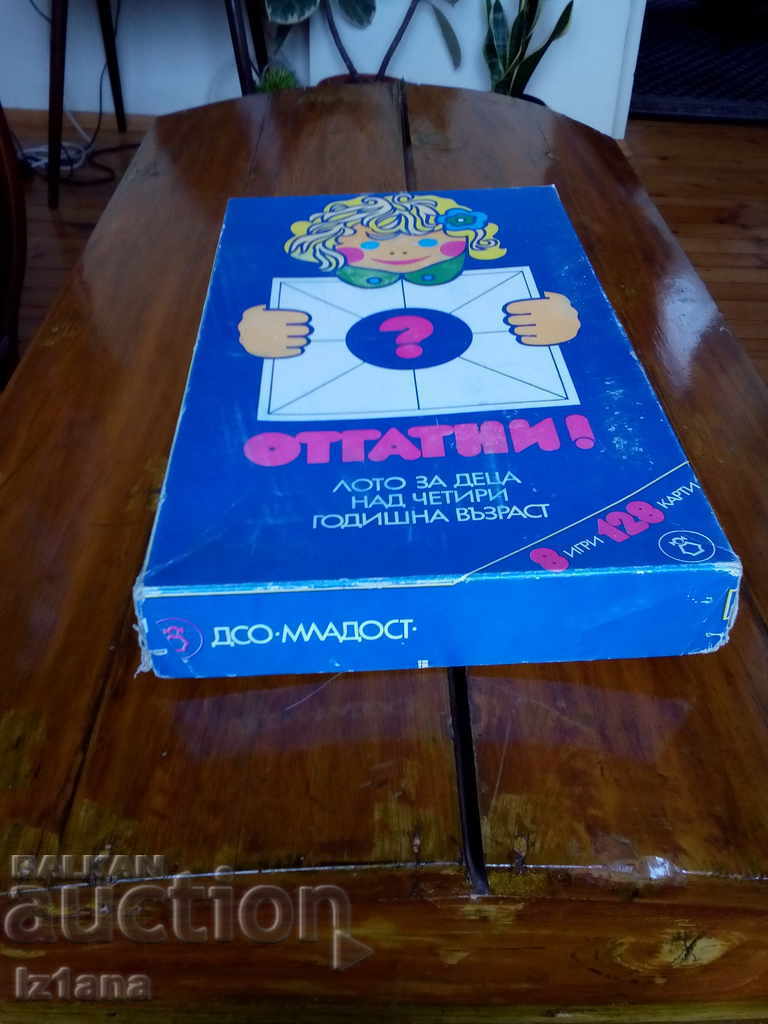 ?
ОТГАТНИ!
ЛОТО ЗА ДЕЦА
НАД ЧЕТИРИ
ГОДИШНА ВЪЗРАСТ
8 ИГРИ 128 КАРТИ
ДСО·МЛАДОСТ·
BALKAN
auction
Iz1ana